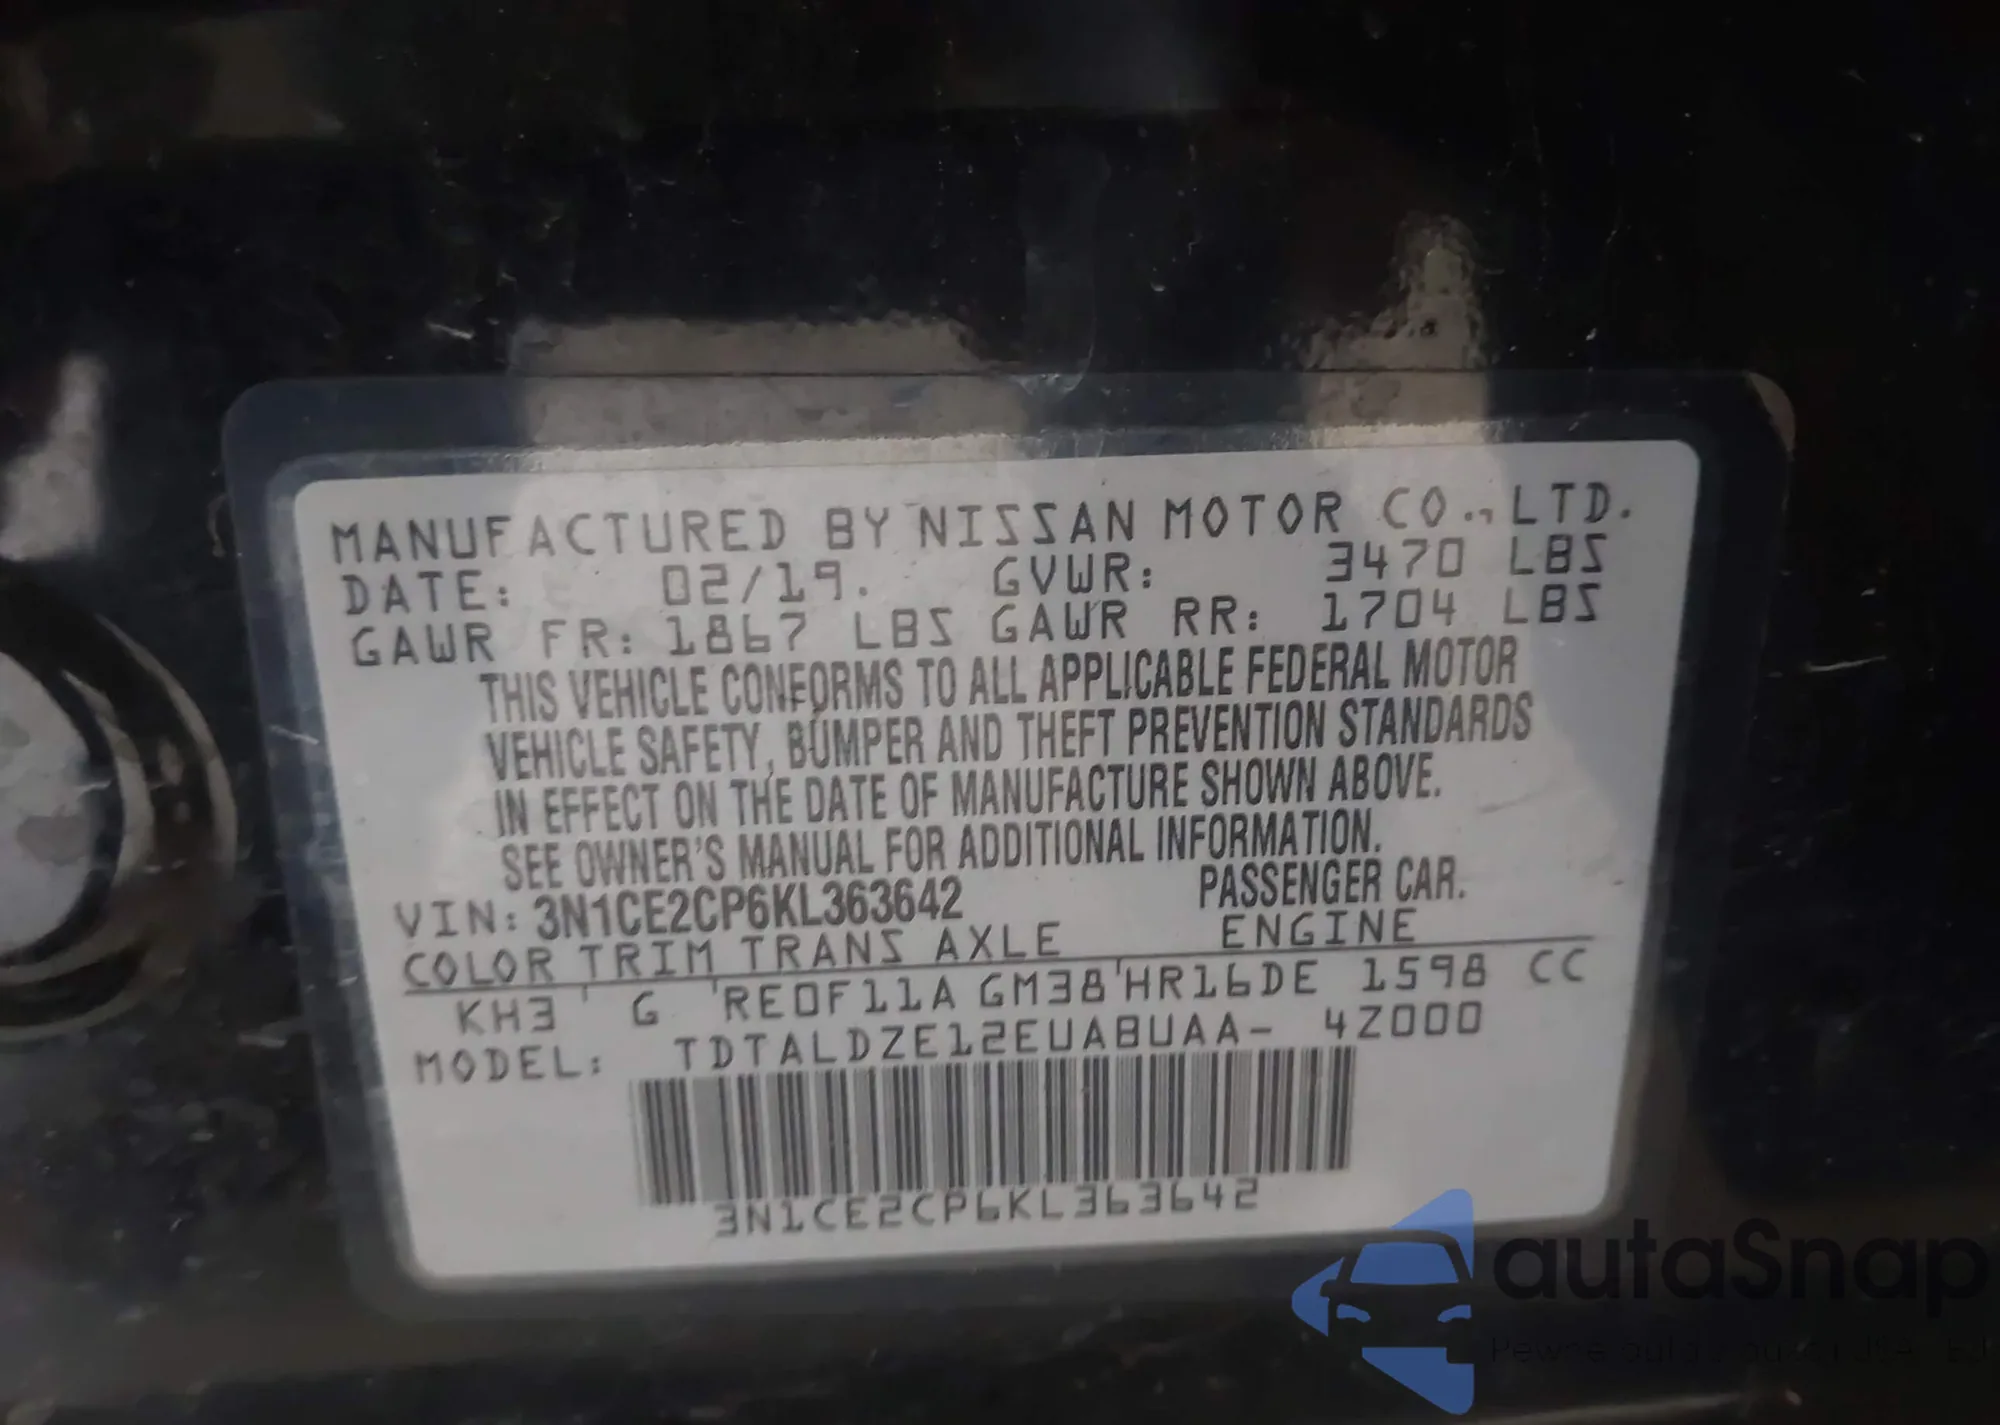 MANUFACTURED BY NISSAN MOTOR CO., LTD.
DATE: 02/19. GVWR: 3470 LBS
GAWR FR: 1867 LBS GAWR RR: 1704 LBS
THIS VEHICLE CONFORMS TO ALL APPLICABLE FEDERAL MOTOR
VEHICLE SAFETY, BUMPER AND THEFT PREVENTION STANDARDS
IN EFFECT ON THE DATE OF MANUFACTURE SHOWN ABOVE.
SEE OWNER'S MANUAL FOR ADDITIONAL INFORMATION.
VIN: 3N1CE2CP6KL363642 PASSENGER CAR.
COLOR TRIM TRANS AXLE ENGINE
KH3 G RE0F11A GM38 HR16DE 1598 CC
MODEL: TDTALDZE12EUABUAA- 4Z000
3N1CE2CP6KL363642
autaSnap